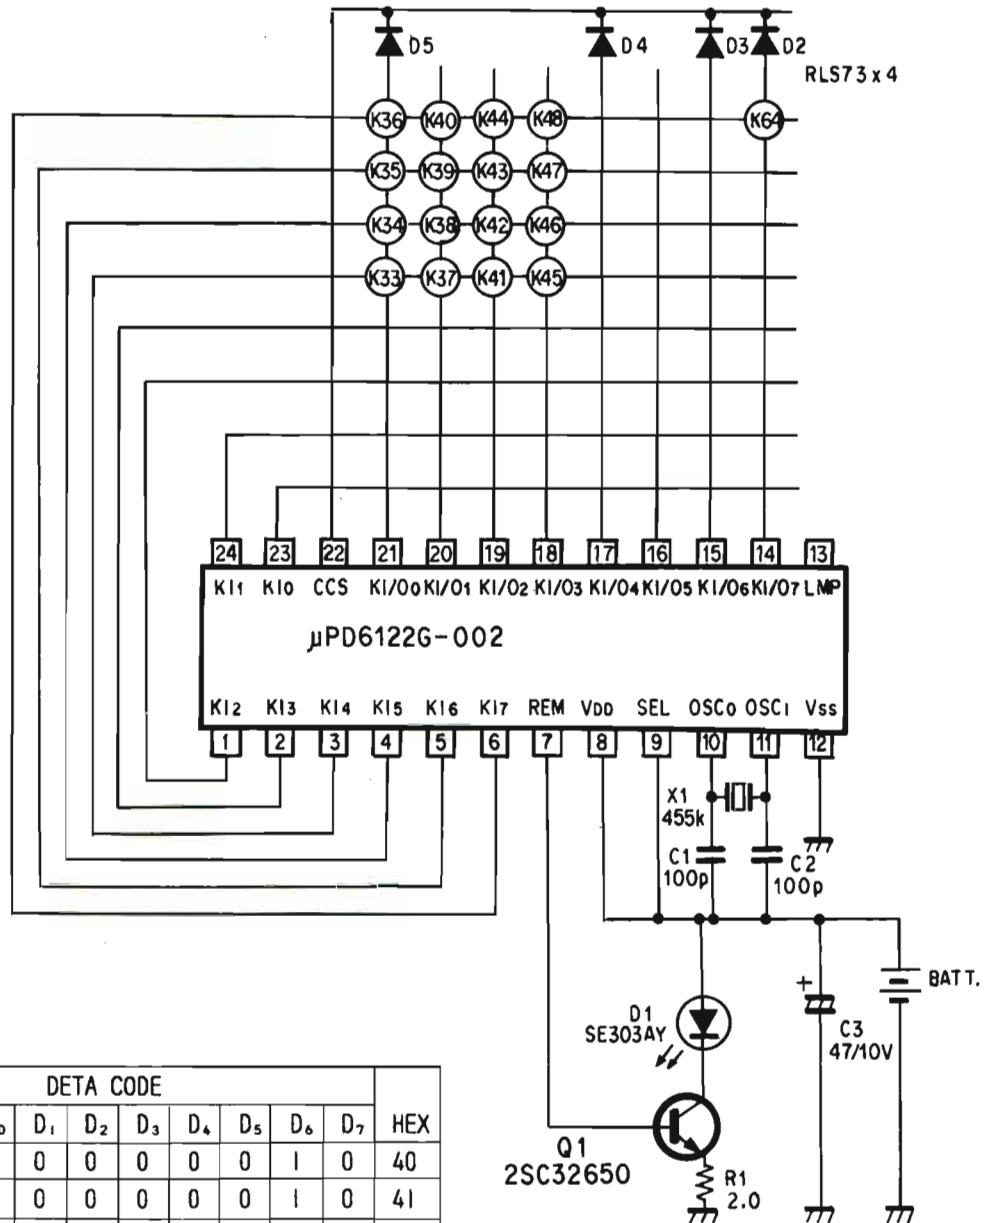 D5
D4
D3
D2
RLS73x4
K36 K40 K44 K48 K64
K35 K39 K43 K47
K34 K38 K42 K46
K33 K37 K41 K45
24 23 22 21 20 19 18 17 16 15 14 13
KI1 KI0 CCS KI/O0 KI/O1 KI/O2 KI/O3 KI/O4 KI/O5 KI/O6 KI/O7 LMP
µPD6122G-002
KI2 KI3 KI4 KI5 KI6 KI7 REM VDD SEL OSC0 OSC1 VSS
1 2 3 4 5 6 7 8 9 10 11 12
X1
455k
C1
100p
C2
100p
BATT.
+
C3
47/10V
D1
SE303AY
Q1
2SC32650
R1
2.0
DETA CODE
D1 D2 D3 D4 D5 D6 D7 HEX
0 0 0 0 0 1 0 40
0 0 0 0 0 1 0 41